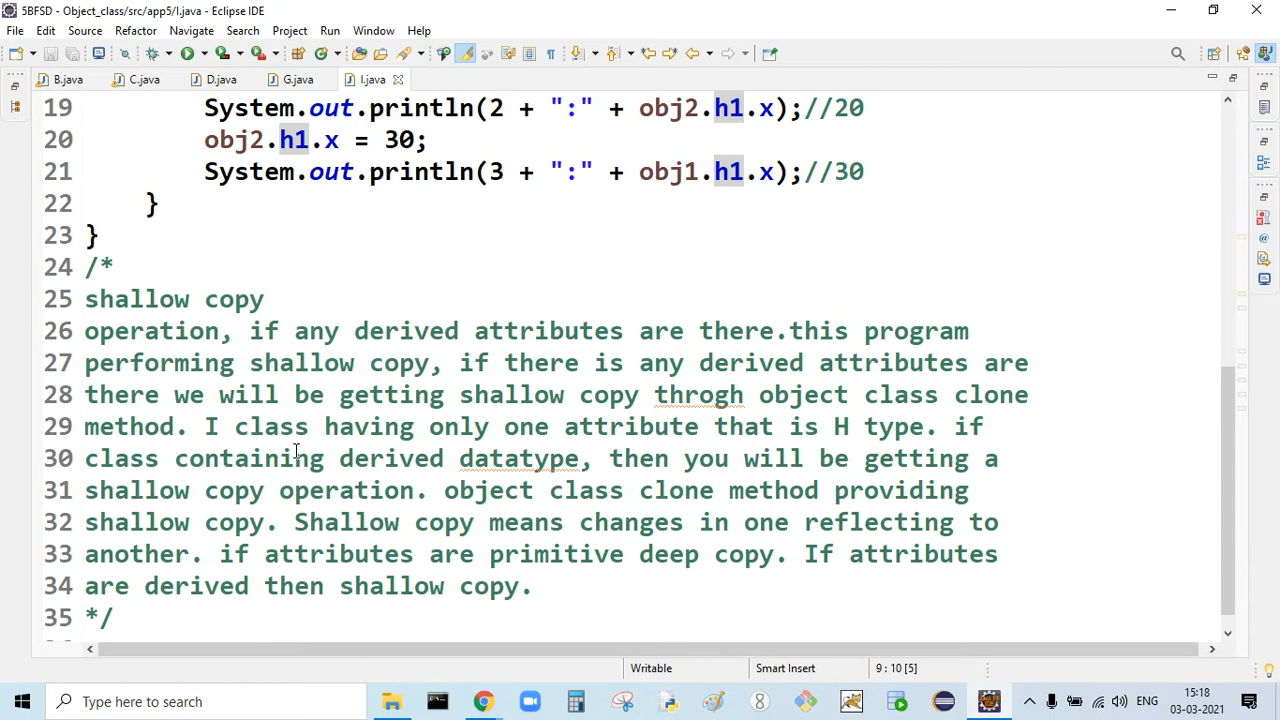 5BFSD - Object_class/src/app5/I.java - Eclipse IDE
File Edit Source Refactor Navigate Search Project Run Window Help
B.java C.java D.java G.java I.java
19 System.out.println(2 + ":" + obj2.h1.x);//20
20 obj2.h1.x = 30;
21 System.out.println(3 + ":" + obj1.h1.x);//30
22 }
23 }
24 /*
25 shallow copy
26 operation, if any derived attributes are there.this program
27 performing shallow copy, if there is any derived attributes are
28 there we will be getting shallow copy throgh object class clone
29 method. I class having only one attribute that is H type. if
30 class containing derived datatype, then you will be getting a
31 shallow copy operation. object class clone method providing
32 shallow copy. Shallow copy means changes in one reflecting to
33 another. if attributes are primitive deep copy. If attributes
34 are derived then shallow copy.
35 */
Writable Smart Insert 9 : 10 [5]
Type here to search ENG 5:18
03-03-2021